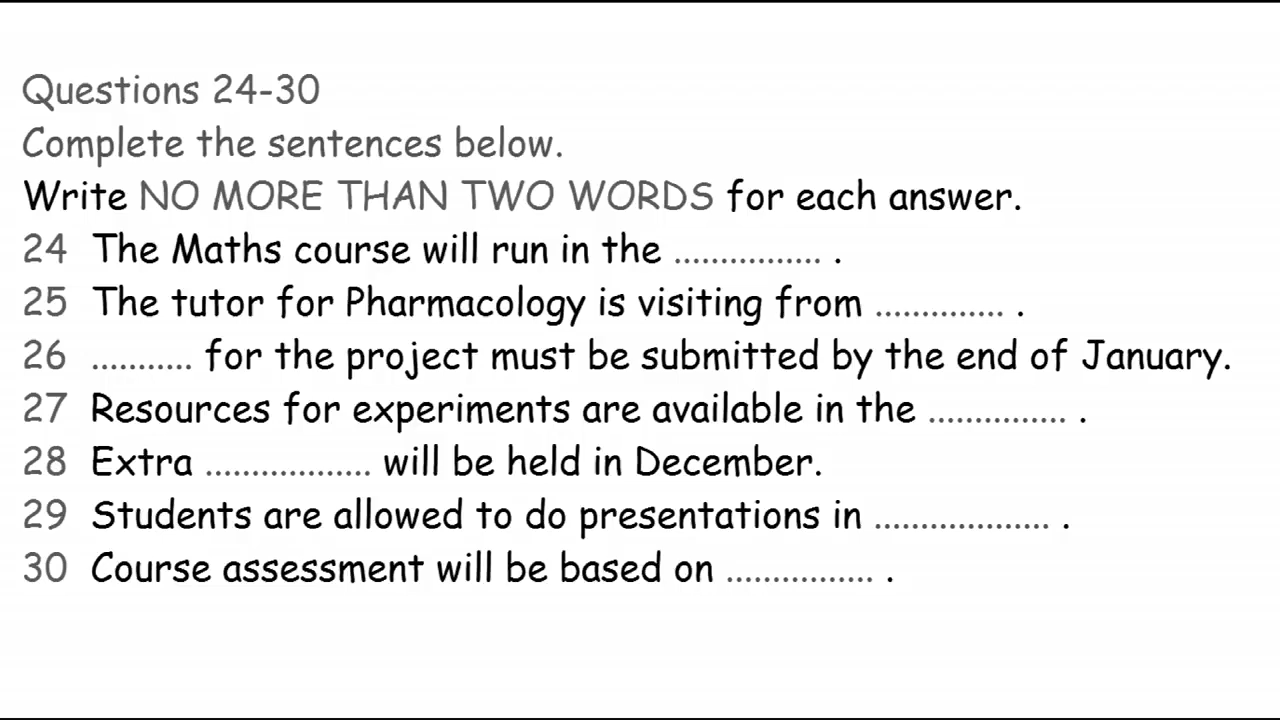 Questions 24-30
Complete the sentences below.
Write NO MORE THAN TWO WORDS for each answer.
24 The Maths course will run in the ................ .
25 The tutor for Pharmacology is visiting from .............. .
26 ........... for the project must be submitted by the end of January.
27 Resources for experiments are available in the ............... .
28 Extra .................. will be held in December.
29 Students are allowed to do presentations in ................... .
30 Course assessment will be based on ................ .